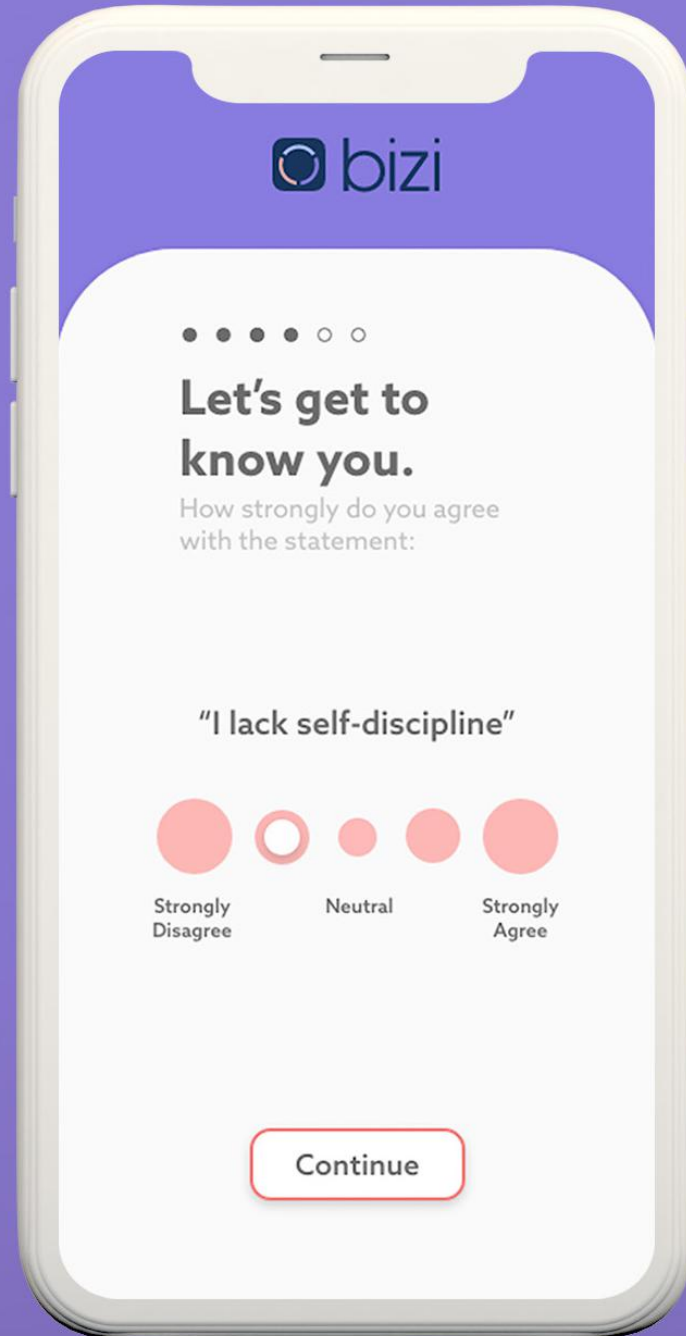 bizi
Let’s get to
know you.
How strongly do you agree
with the statement:
“I lack self-discipline”
Strongly
Disagree
Neutral
Strongly
Agree
Continue